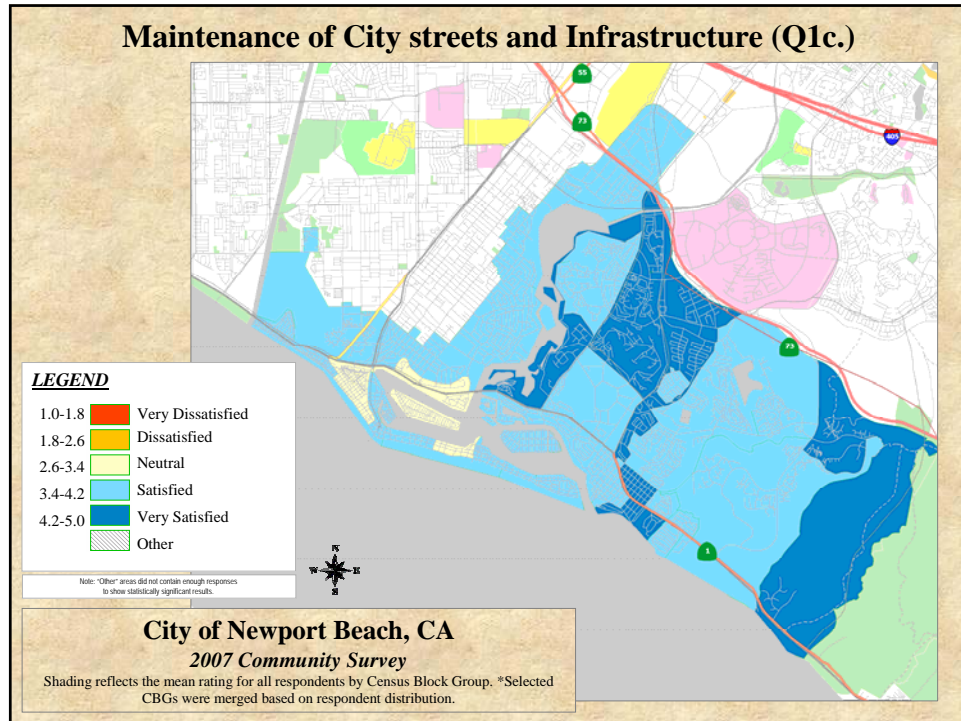 Maintenance of City streets and Infrastructure (Q1c.)
55
73
405
73
1
LEGEND
1.0-1.8 Very Dissatisfied
1.8-2.6 Dissatisfied
2.6-3.4 Neutral
3.4-4.2 Satisfied
4.2-5.0 Very Satisfied
Other
N
W E
Note: "Other" areas did not contain enough responses
to show statistically significant results.
City of Newport Beach, CA
2007 Community Survey
Shading reflects the mean rating for all respondents by Census Block Group. *Selected
CBGs were merged based on respondent distribution.